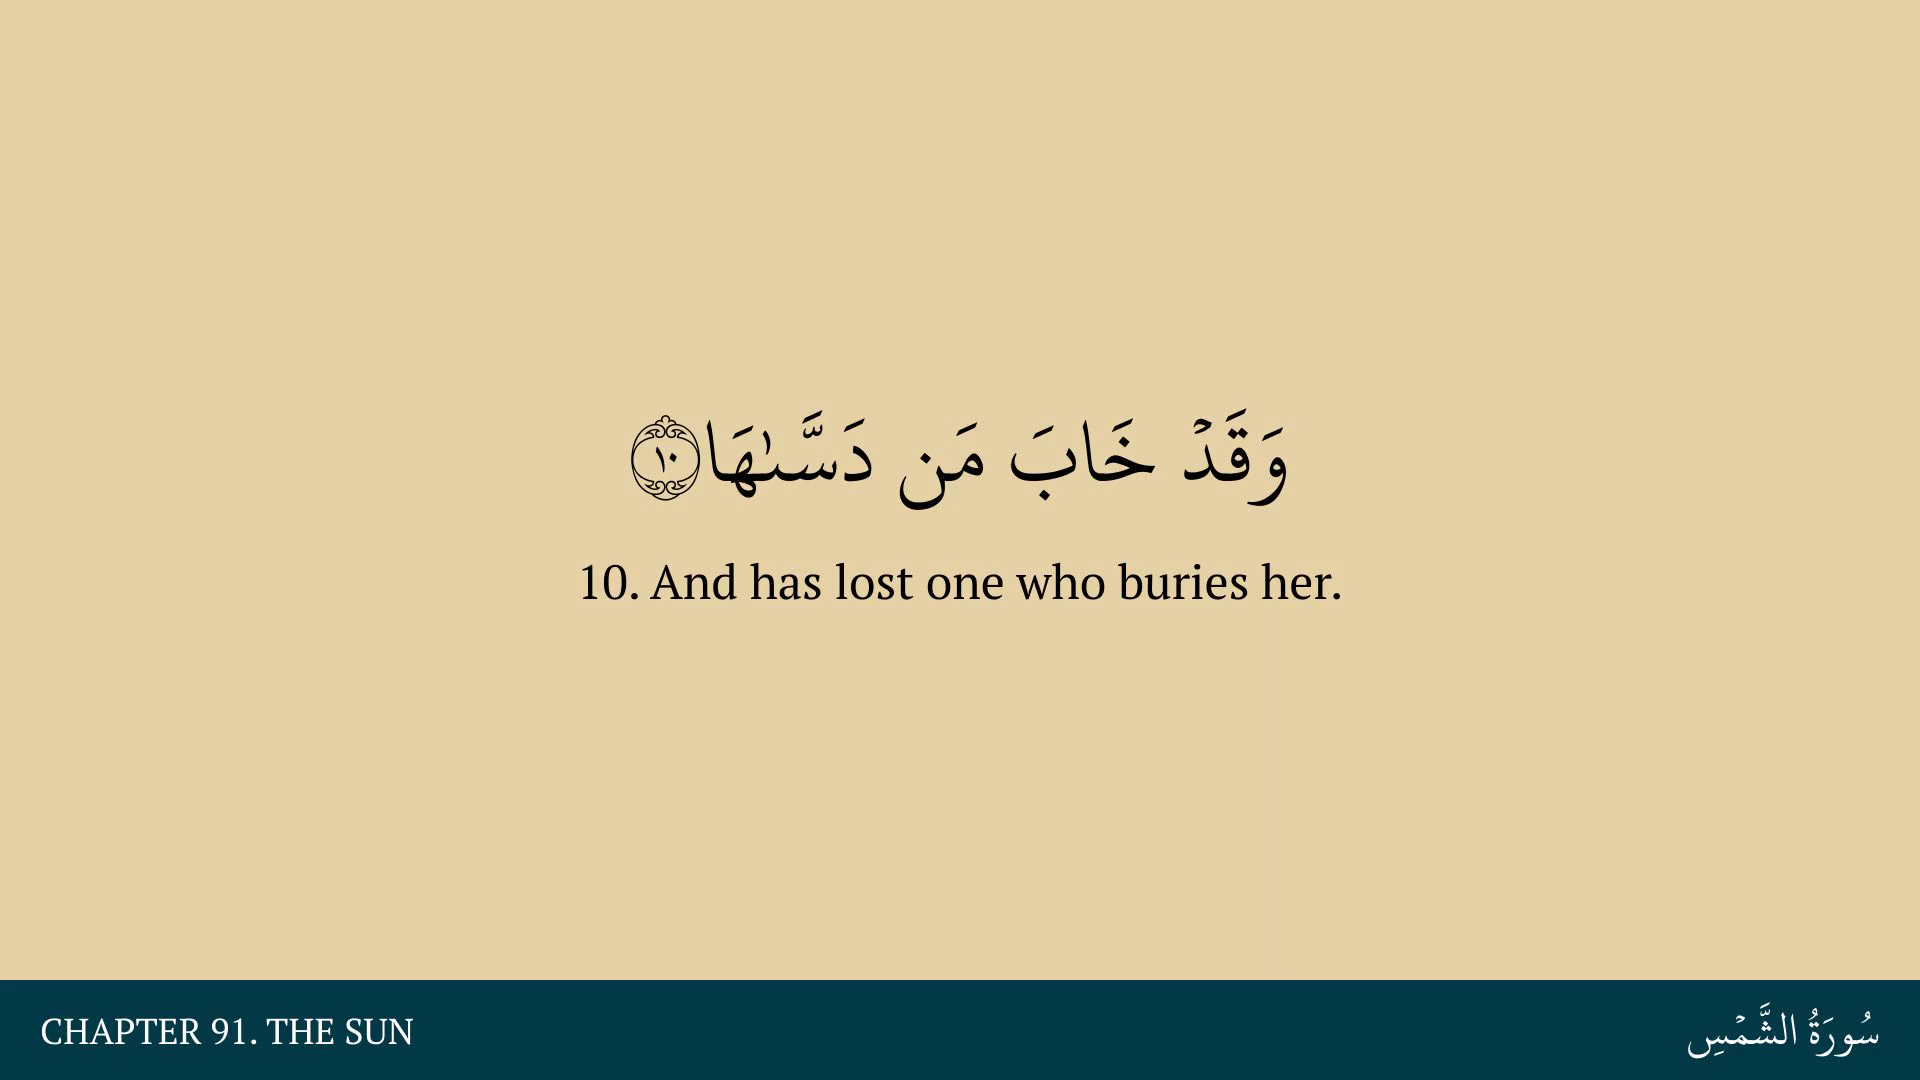 وَقَدْ خَابَ مَن دَسَّىٰهَا ١٠
10. And has lost one who buries her.
CHAPTER 91. THE SUN
سُورَةُ الشَّمْسِ